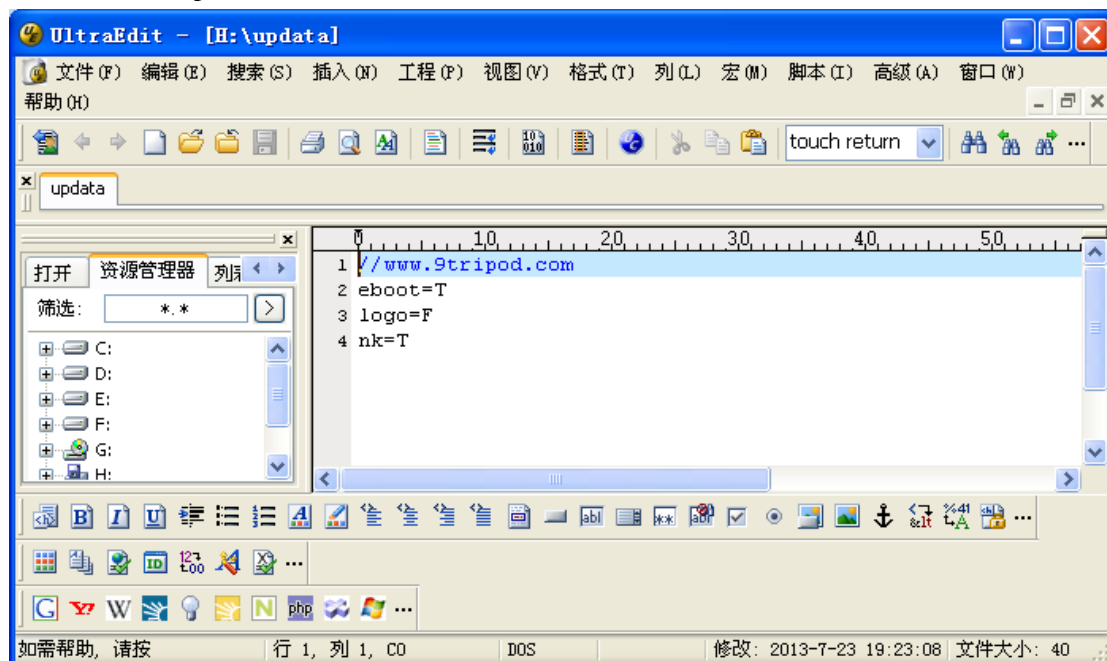 UltraEdit - [H:\updata]
文件(F) 编辑(E) 搜索(S) 插入(N) 工程(P) 视图(V) 格式(T) 列(L) 宏(M) 脚本(I) 高级(A) 窗口(W)
帮助(H)
touch return
updata
打开 资源管理器
筛选: *.*
C:
D:
E:
F:
G:
H:
0 10 20 30 40 50
1 //www.9tripod.com
2 eboot=T
3 logo=F
4 nk=T
如需帮助, 请按 行 1, 列 1, C0 DOS 修改: 2013-7-23 19:23:08 文件大小: 40